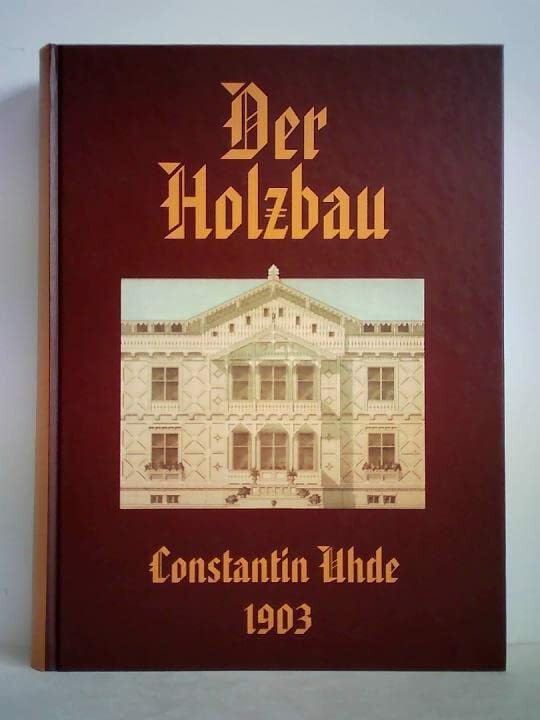 Der
Holzbau
Constantin Uhde
1903